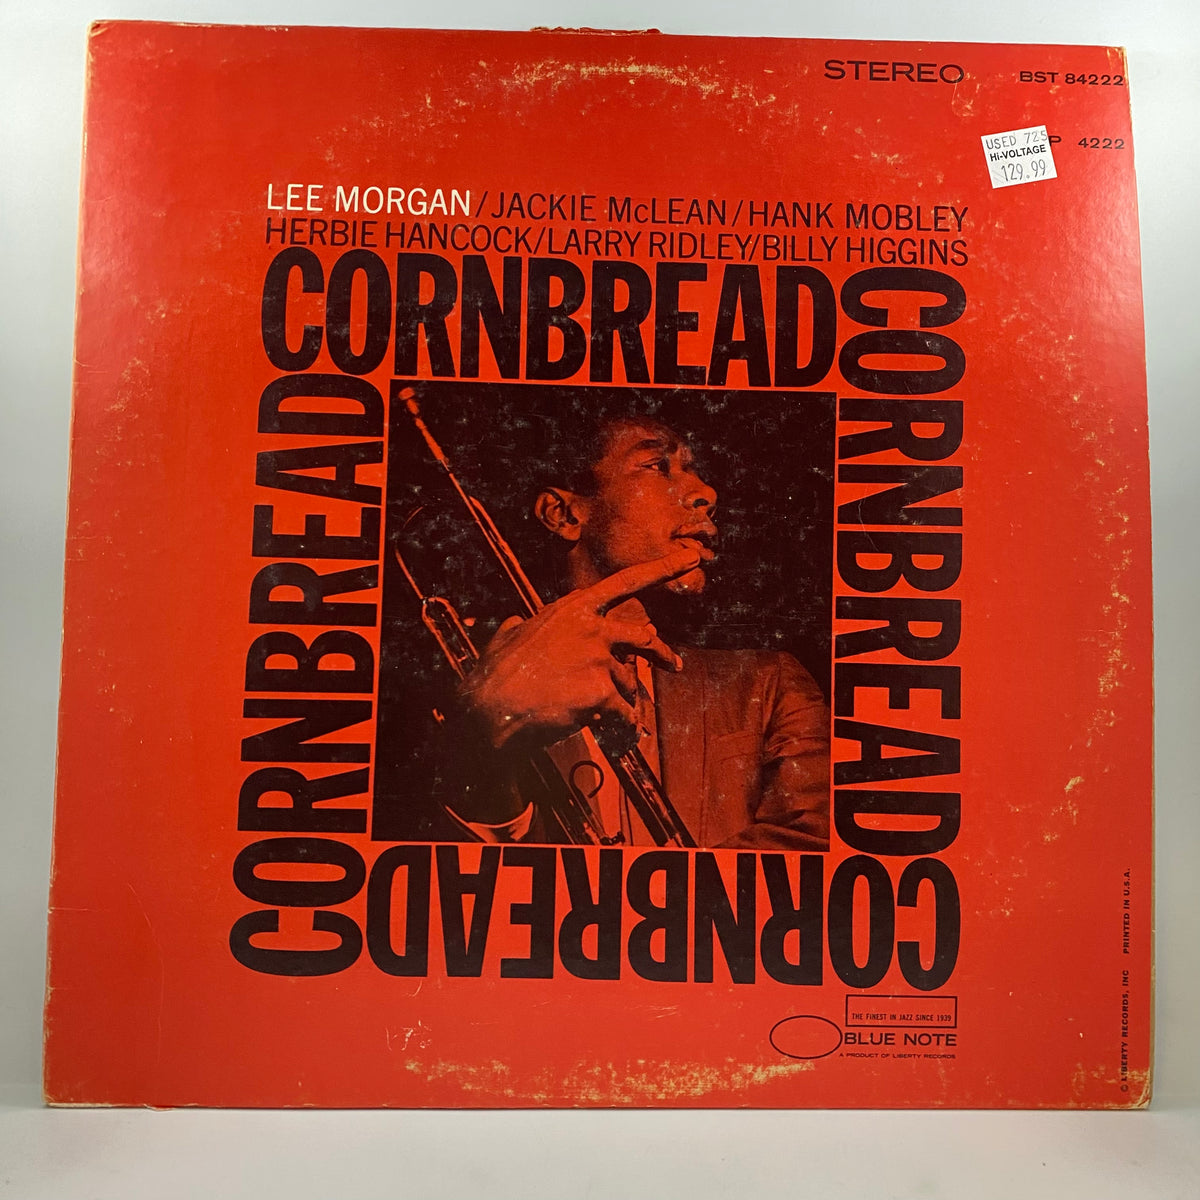 STEREO BST 84222
P 4222
USED 725
Hi-VOLTAGE
129.99
LEE MORGAN/JACKIE McLEAN/HANK MOBLEY
HERBIE HANCOCK/LARRY RIDLEY/BILLY HIGGINS
CORNBREAD
CORNBREAD
CORNBREAD
CORNBREAD
THE FINEST IN JAZZ SINCE 1939
BLUE NOTE
A PRODUCT OF LIBERTY RECORDS
© LIBERTY RECORDS, INC PRINTED IN U.S.A.